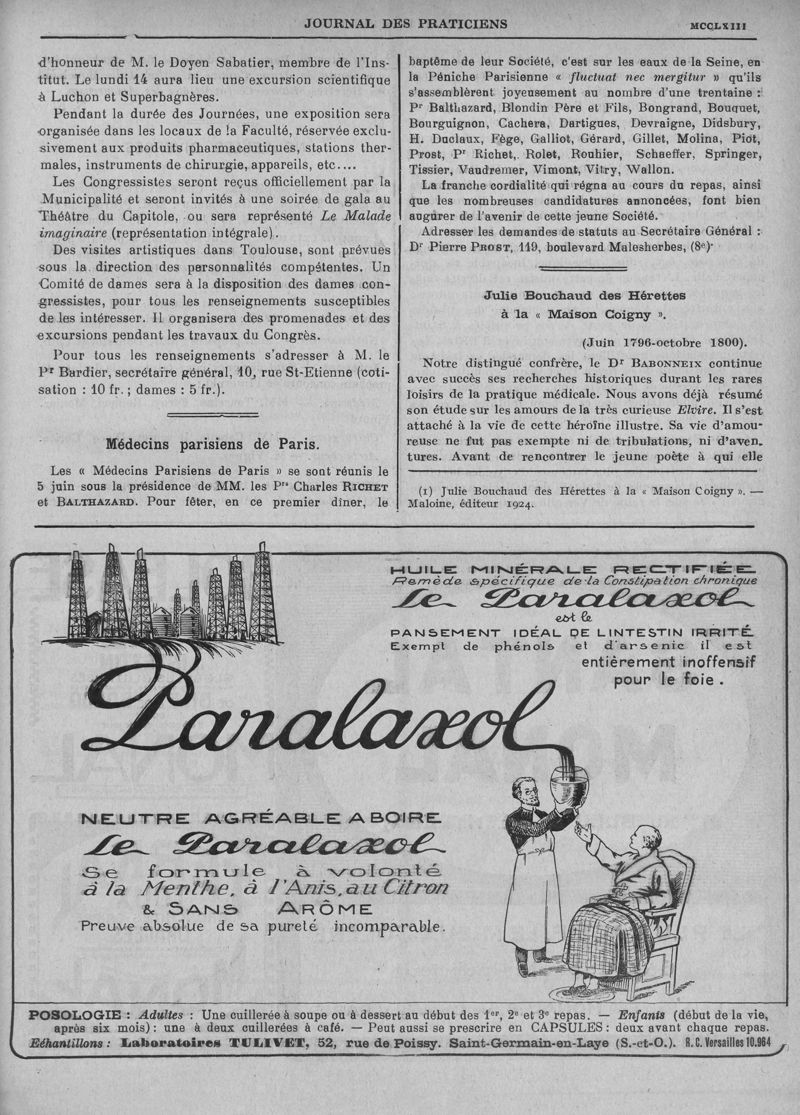 JOURNAL DES PRATICIENS
MCCLXIII
d'honneur de M. le Doyen Sabatier, membre de l'Ins-
titut. Le lundi 14 aura lieu une excursion scientifique
à Luchon et Superbagnères.
Pendant la durée des Journées, une exposition sera
organisée dans les locaux de la Faculté, réservée exclu-
sivement aux produits pharmaceutiques, stations ther-
males, instruments de chirurgie, appareils, etc....
Les Congressistes seront reçus officiellement par la
Municipalité et seront invités à une soirée de gala au
Théâtre du Capitole, ou sera représenté Le Malade
imaginaire (représentation intégrale).
Des visites artistiques dans Toulouse, sont prévues
sous la direction des personnalités compétentes. Un
Comité de dames sera à la disposition des dames con-
gressistes, pour tous les renseignements susceptibles
de les intéresser. Il organisera des promenades et des
excursions pendant les travaux du Congrès.
Pour tous les renseignements s'adresser à M. le
Pr Bardier, secrétaire général, 10, rue St-Etienne (coti-
sation : 10 fr. ; dames : 5 fr.).
Médecins parisiens de Paris.
Les « Médecins Parisiens de Paris » se sont réunis le
5 juin sous la présidence de MM. les Prs Charles RICHET
et BALTHAZARD. Pour fêter, en ce premier dîner, le
baptême de leur Société, c'est sur les eaux de la Seine, en
la Péniche Parisienne « fluctuat nec mergitur » qu'ils
s'assemblèrent joyeusement au nombre d'une trentaine :
Pr Balthazard, Blondin Père et Fils, Bongrand, Bouquet,
Bourguignon, Cachera, Dartigues, Devraigne, Didsbury,
H. Duclaux, Fège, Galliot, Gérard, Gillet, Molina, Piot,
Prost, Pr Richet, Rolet, Rouhier, Schaeffer, Springer,
Tissier, Vaudremer, Vimont, Vitry, Wallon.
La franche cordialité qui régna au cours du repas, ainsi
que les nombreuses candidatures annoncées, font bien
augurer de l'avenir de cette jeune Société.
Adresser les demandes de statuts au Secrétaire Général :
Dr Pierre PROST, 119, boulevard Malesherbes, (8e)·
Julie Bouchaud des Hérettes
à la « Maison Coigny ».
(Juin 1796-octobre 1800).
Notre distingué confrère, le Dr BABONNEIX continue
avec succès ses recherches historiques durant les rares
loisirs de la pratique médicale. Nous avons déjà résumé
son étude sur les amours de la très curieuse Elvire. Il s'est
attaché à la vie de cette héroïne illustre. Sa vie d'amou-
reuse ne fut pas exempte ni de tribulations, ni d'aven.
tures. Avant de rencontrer le jeune poète à qui elle
(1) Julie Bouchaud des Hérettes à la « Maison Coigny ». —
Maloine, éditeur 1924.
HUILE MINÉRALE RECTIFIÉE
Remède spécifique de la Constipation chronique
Le Paralaxol
est le
PANSEMENT IDÉAL DE L'INTESTIN IRRITÉ
Exempt de phénols et d'arsenic il est
entièrement inoffensif
pour le foie.
Paralaxol
NEUTRE AGRÉABLE A BOIRE
Le Paralaxol
Se formule à volonté
à la Menthe, à l'Anis, au Citron
& SANS ARÔME
Preuve absolue de sa pureté incomparable.
POSOLOGIE : Adultes : Une cuillerée à soupe ou à dessert au début des 1er, 2e et 3e repas. — Enfants (début de la vie,
après six mois) : une à deux cuillerées à café. — Peut aussi se prescrire en CAPSULES : deux avant chaque repas.
Échantillons : Laboratoires TULIVET, 52, rue de Poissy. Saint-Germain-en-Laye (S.-et-O.). R.C. Versailles 10.964